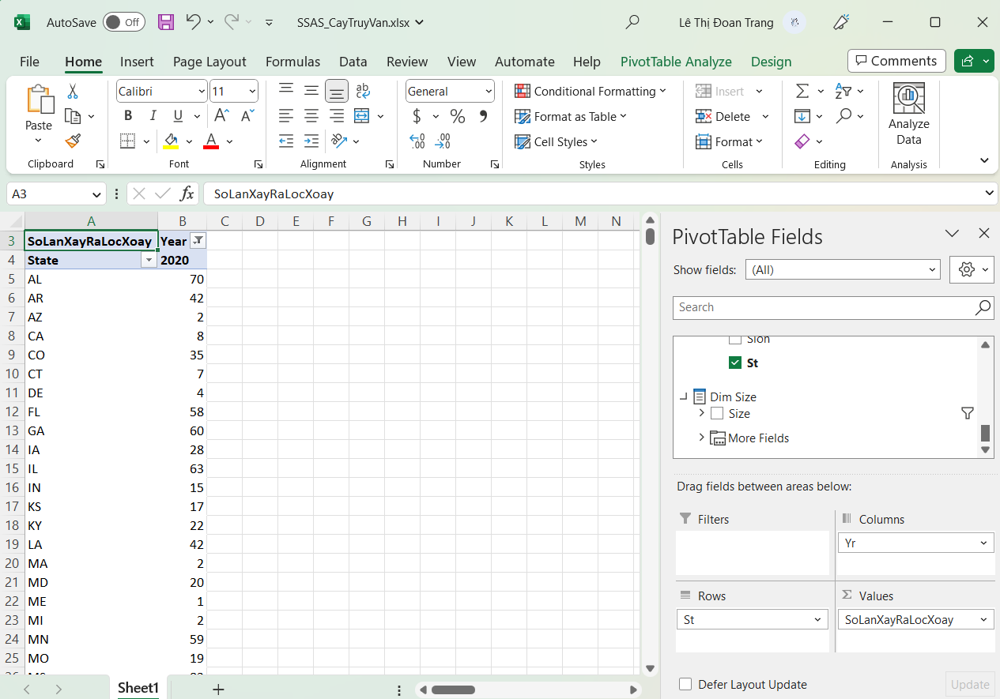 AutoSave Off SSAS_CayTruyVan.xlsx Lê Thị Đoan Trang
File Home Insert Page Layout Formulas Data Review View Automate Help PivotTable Analyze Design Comments
Paste
Clipboard
Calibri 11
B I U A A
A
Font
ab
Alignment
General
$ % 9
.00 .00
Number
Conditional Formatting
Format as Table
Cell Styles
Styles
Insert
Delete
Format
Cells
Editing
Analyze
Data
Analysis
A3 fx SoLanXayRaLocXoay
A B C D E F G H I J K L M N
3 SoLanXayRaLocXoay Year
4 State 2020
5 AL 70
6 AR 42
7 AZ 2
8 CA 8
9 CO 35
10 CT 7
11 DE 4
12 FL 58
13 GA 60
14 IA 28
15 IL 63
16 IN 15
17 KS 17
18 KY 22
19 LA 42
20 MA 2
21 MD 20
22 ME 1
23 MI 2
24 MN 59
25 MO 19
Sheet1
PivotTable Fields
Show fields: (All)
Search
Slon
St
Dim Size
Size
More Fields
Drag fields between areas below:
Filters
Columns
Yr
Rows
St
Values
SoLanXayRaLocXoay
Defer Layout Update
Update